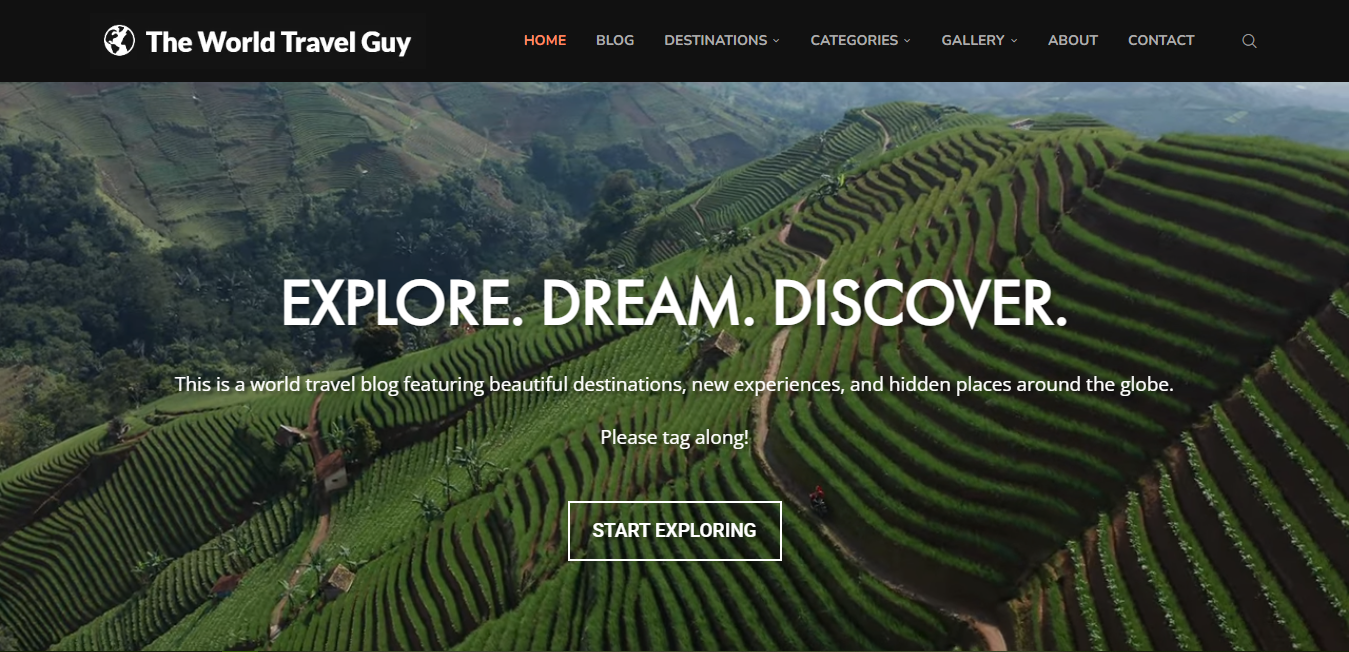 The World Travel Guy
HOME BLOG DESTINATIONS CATEGORIES GALLERY ABOUT CONTACT
EXPLORE. DREAM. DISCOVER.
This is a world travel blog featuring beautiful destinations, new experiences, and hidden places around the globe.
Please tag along!
START EXPLORING